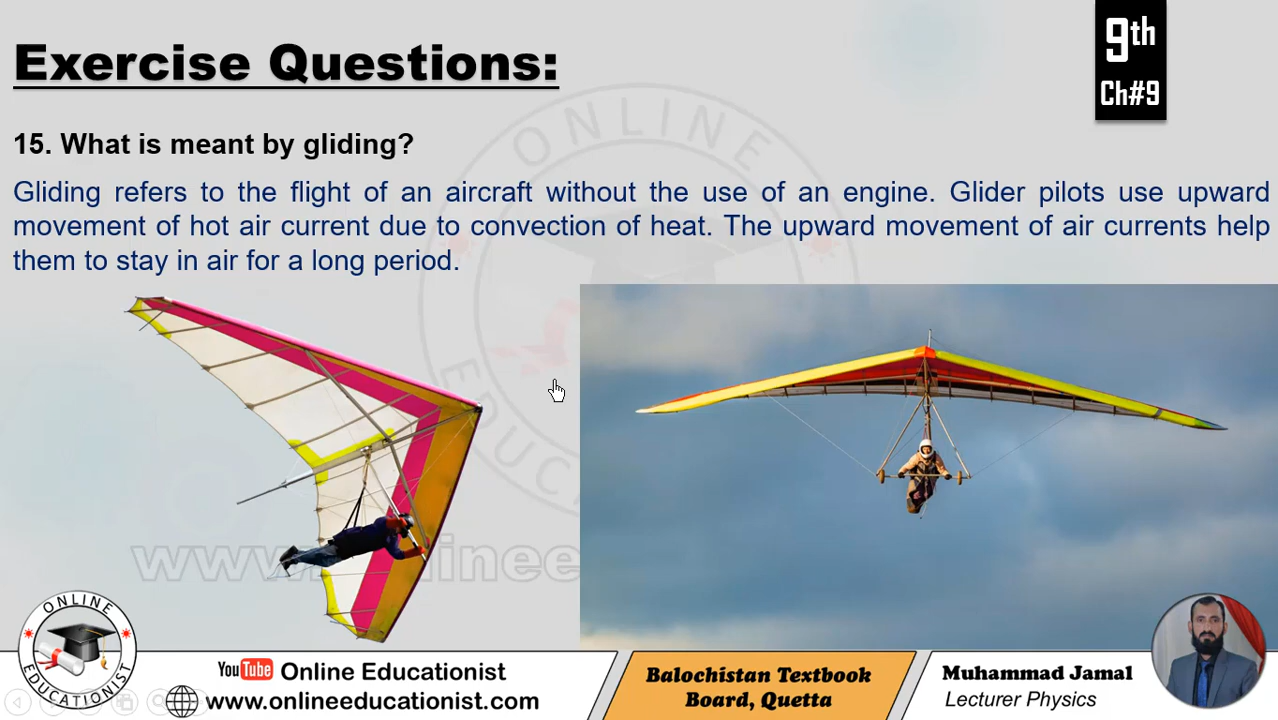 Exercise Questions:
9th
Ch#9
15. What is meant by gliding?
Gliding refers to the flight of an aircraft without the use of an engine. Glider pilots use upward
movement of hot air current due to convection of heat. The upward movement of air currents help
them to stay in air for a long period.
ONLINE
EDUCATIONIST
YouTube Online Educationist
www.onlineeducationist.com
Balochistan Textbook
Board, Quetta
Muhammad Jamal
Lecturer Physics